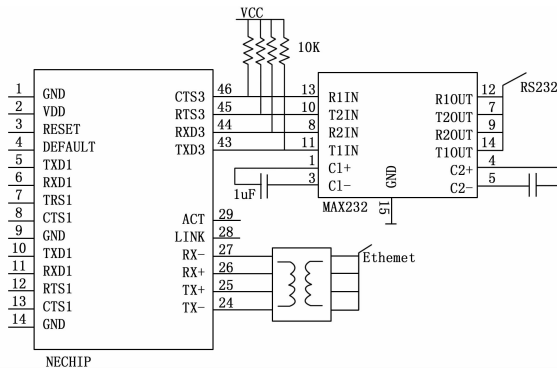 VCC
10K
1 GND
2 VDD
3 RESET
4 DEFAULT
5 TXD1
6 RXD1
7 TRS1
8 CTS1
9 GND
10 TXD1
11 RXD1
12 RTS1
13 CTS1
14 GND
CTS3 46
RTS3 45
RXD3 44
TXD3 43
ACT 29
LINK 28
RX- 27
RX+ 26
TX+ 25
TX- 24
NECHIP
13 R1IN
10 T2IN
8 R2IN
11 T1IN
1 C1+
3 C1-
1uF
R1OUT 12
T2OUT 7
R2OUT 9
T1OUT 14
C2+ 4
C2- 5
GND
15
MAX232
RS232
Ethemet